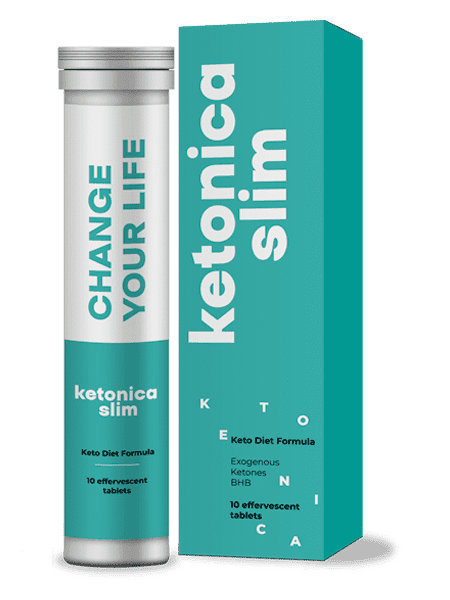 CHANGE
YOUR LIFE
ketonica
slim
Keto Diet Formula
10 effervescent
tablets
ketonica
slim
K E T O N I C A
Keto Diet Formula
Exogenous
Ketones
BHB
10 effervescent
tablets